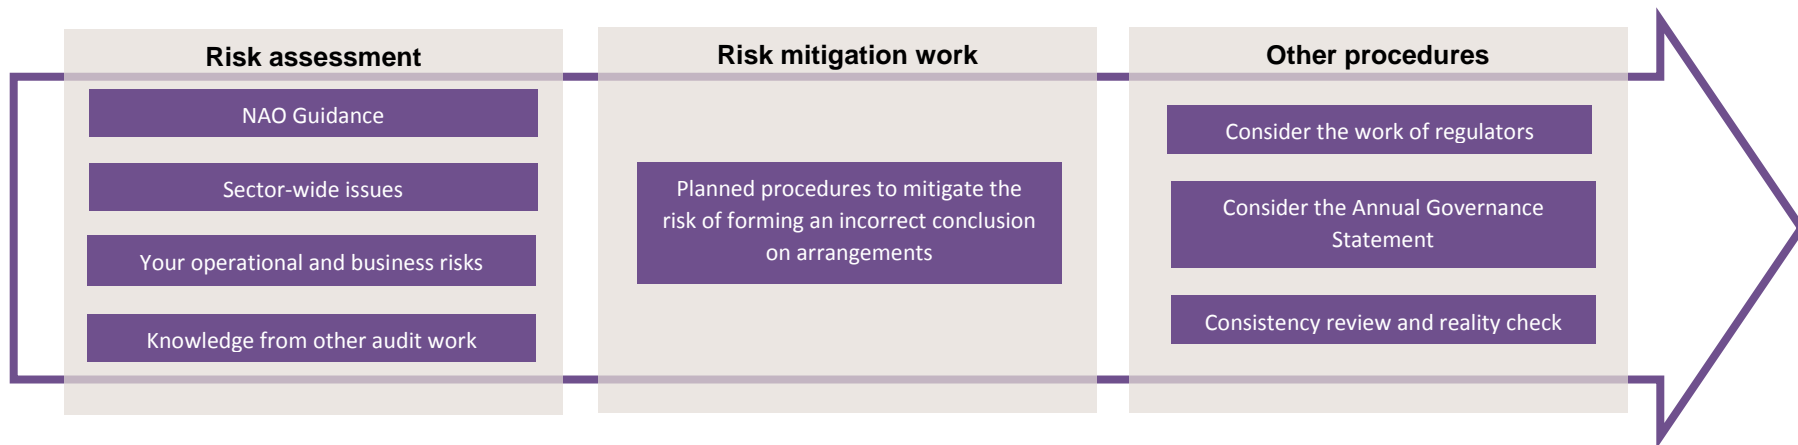 Risk assessment
NAO Guidance
Sector-wide issues
Your operational and business risks
Knowledge from other audit work
Risk mitigation work
Planned procedures to mitigate the
risk of forming an incorrect conclusion
on arrangements
Other procedures
Consider the work of regulators
Consider the Annual Governance
Statement
Consistency review and reality check